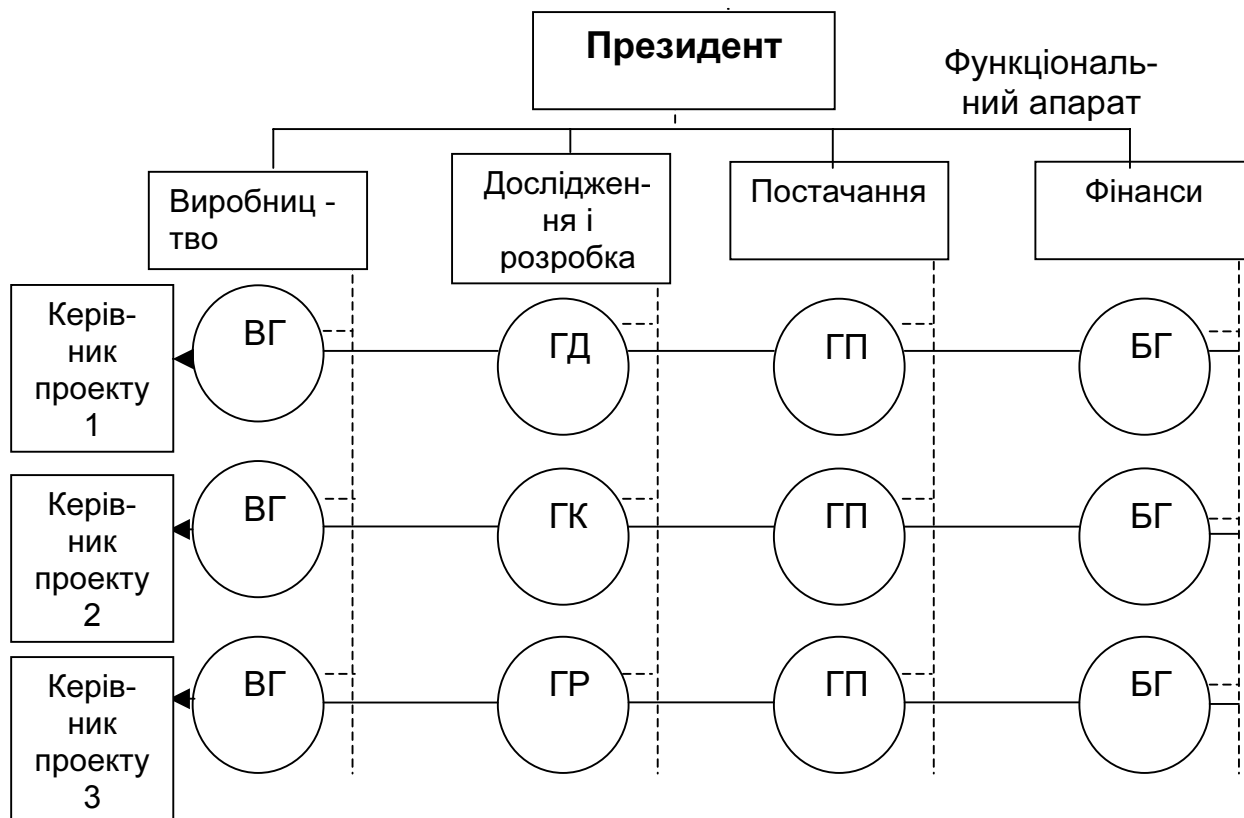 Президент
Функціональ-
ний апарат
Виробниц -
тво
Досліджен-
ня і
розробка
Постачання
Фінанси
Керів-
ник
проекту
1
ВГ
ГД
ГП
БГ
Керів-
ник
проекту
2
ВГ
ГК
ГП
БГ
Керів-
ник
проекту
3
ВГ
ГР
ГП
БГ